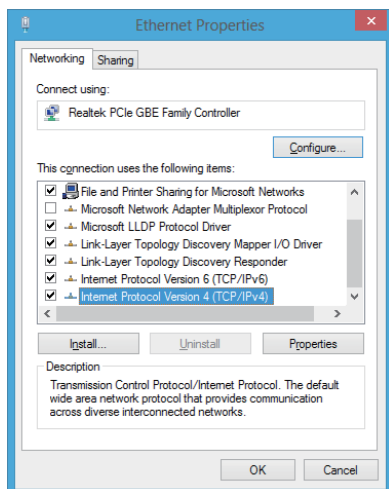 Ethernet Properties
Networking
Sharing
Connect using:
Realtek PCIe GBE Family Controller
Configure...
This connection uses the following items:
File and Printer Sharing for Microsoft Networks
Microsoft Network Adapter Multiplexor Protocol
Microsoft LLDP Protocol Driver
Link-Layer Topology Discovery Mapper I/O Driver
Link-Layer Topology Discovery Responder
Internet Protocol Version 6 (TCP/IPv6)
Internet Protocol Version 4 (TCP/IPv4)
Install...
Uninstall
Properties
Description
Transmission Control Protocol/Internet Protocol. The default
wide area network protocol that provides communication
across diverse interconnected networks.
OK
Cancel